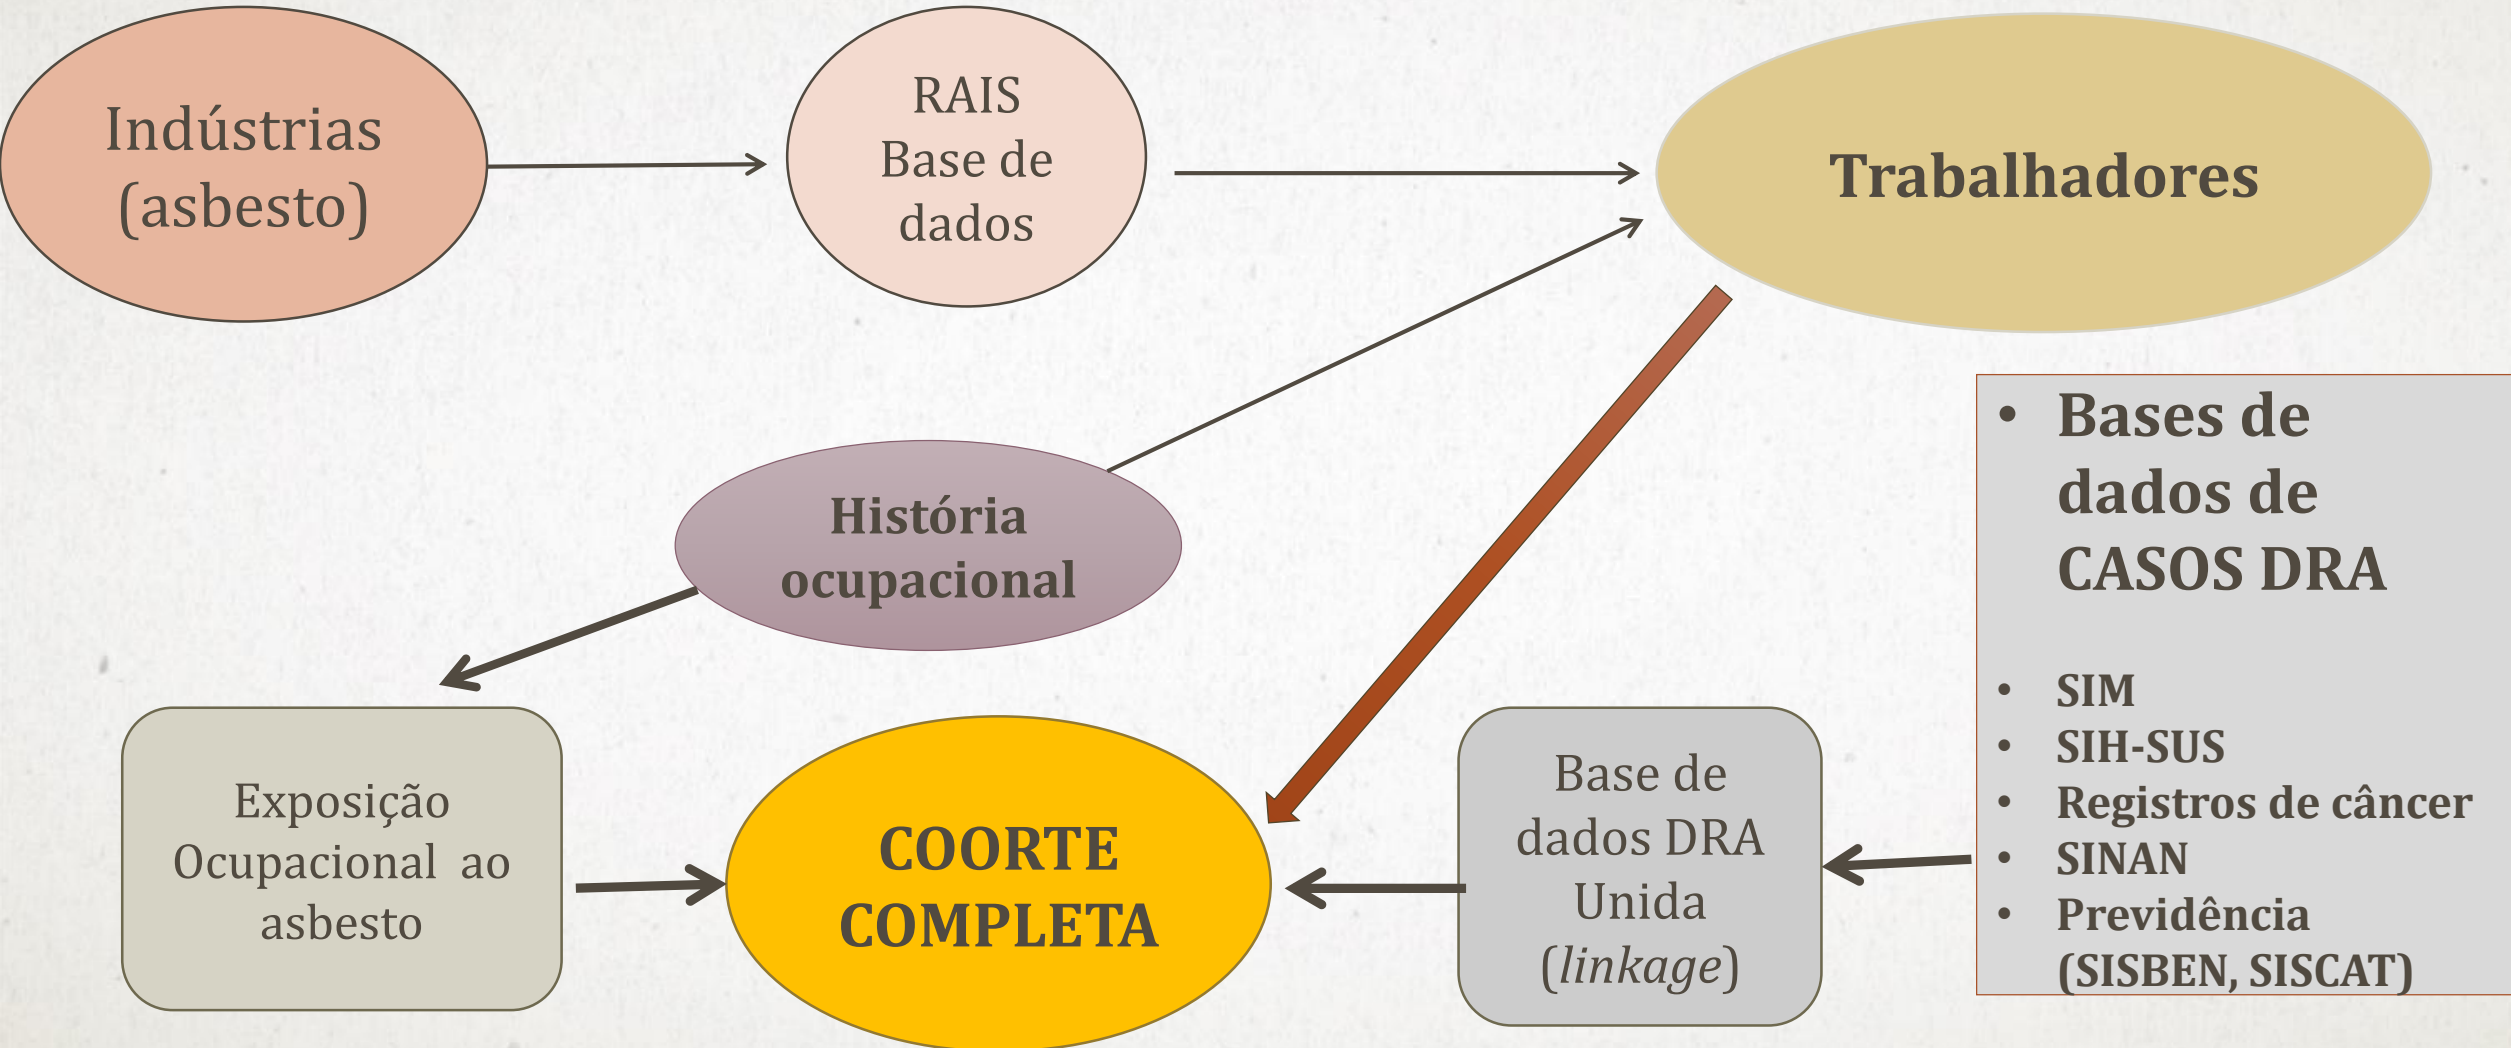 Indústrias
(asbesto)
RAIS
Base de
dados
Trabalhadores
História
ocupacional
• Bases de
dados de
CASOS DRA
• SIM
• SIH-SUS
• Registros de câncer
• SINAN
• Previdência
(SISBEN, SISCAT)
Exposição
Ocupacional ao
asbesto
COORTE
COMPLETA
Base de
dados DRA
Unida
(linkage)